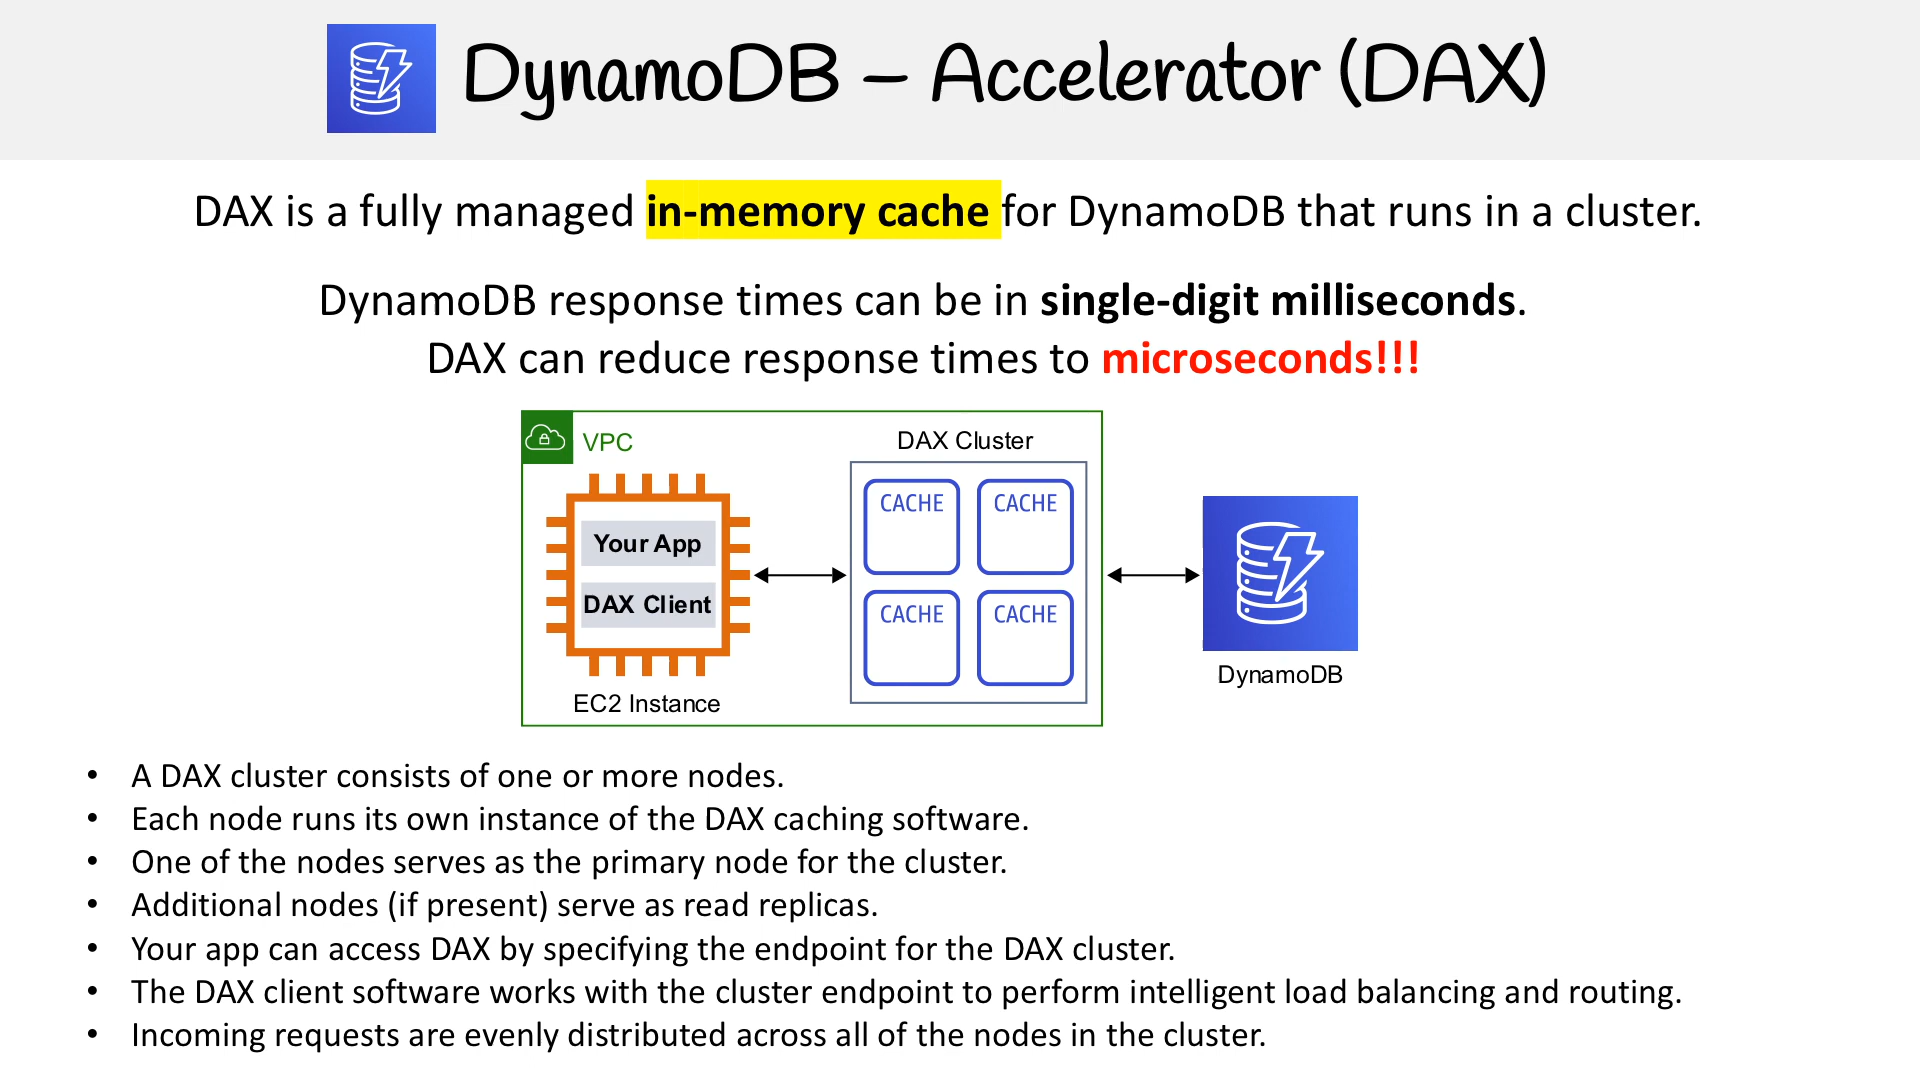 DynamoDB – Accelerator (DAX)
DAX is a fully managed in-memory cache for DynamoDB that runs in a cluster.
DynamoDB response times can be in single-digit milliseconds.
DAX can reduce response times to microseconds!!!
VPC
DAX Cluster
Your App
DAX Client
EC2 Instance
CACHE
CACHE
CACHE
CACHE
DynamoDB
• A DAX cluster consists of one or more nodes.
• Each node runs its own instance of the DAX caching software.
• One of the nodes serves as the primary node for the cluster.
• Additional nodes (if present) serve as read replicas.
• Your app can access DAX by specifying the endpoint for the DAX cluster.
• The DAX client software works with the cluster endpoint to perform intelligent load balancing and routing.
• Incoming requests are evenly distributed across all of the nodes in the cluster.